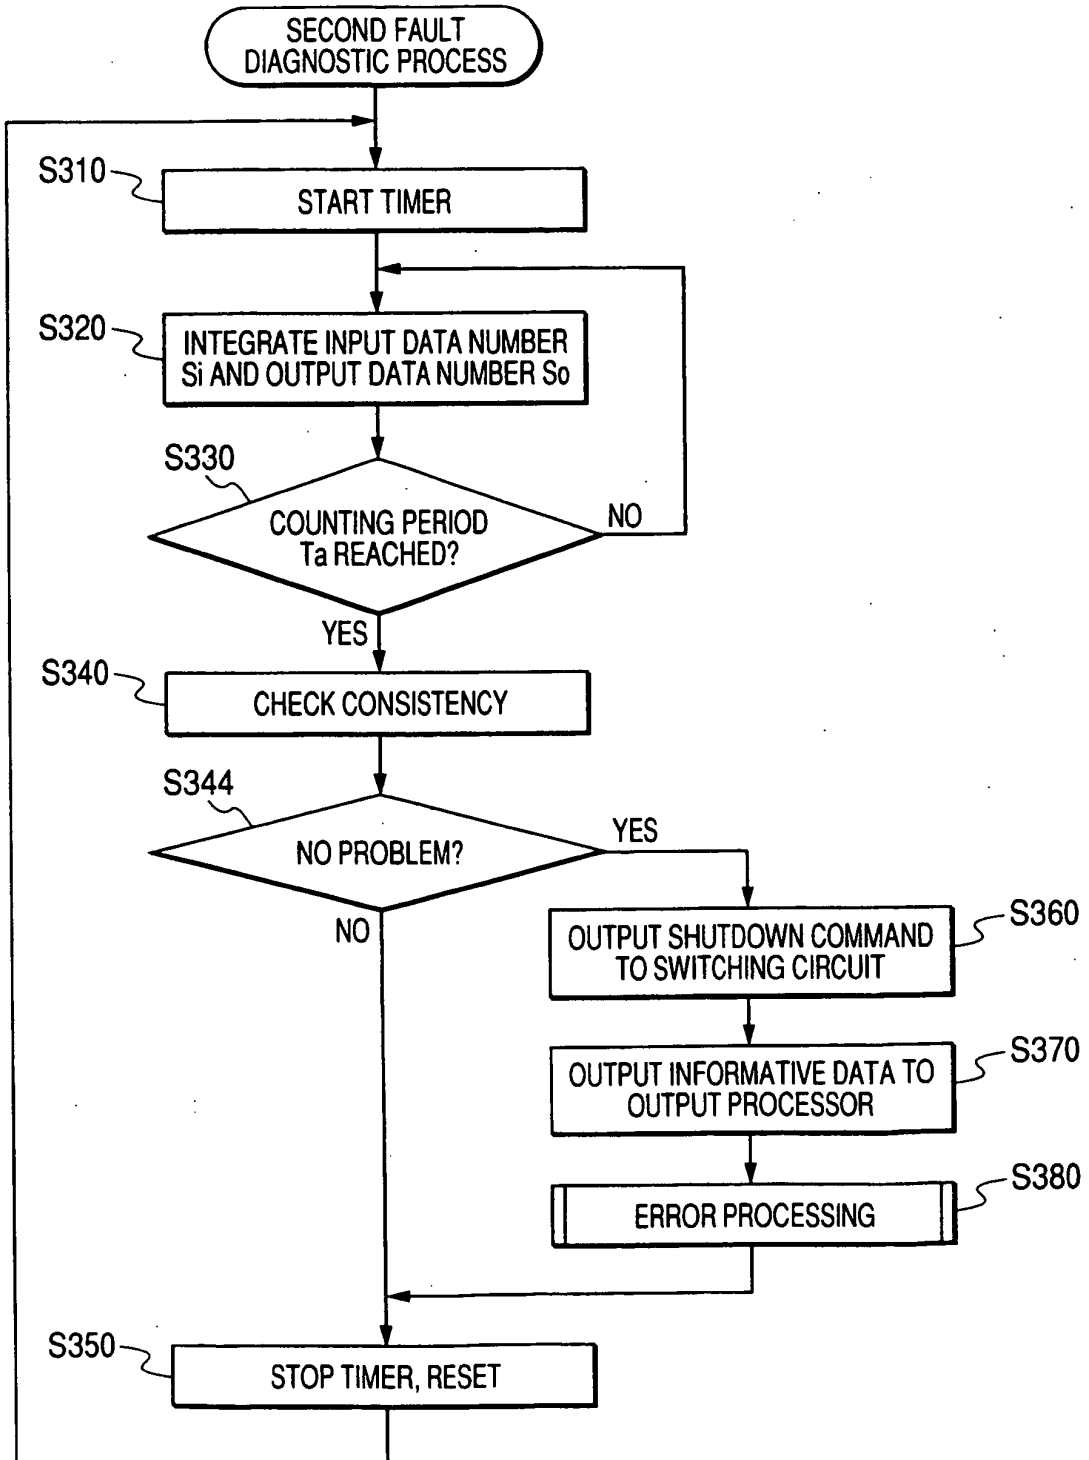 SECOND FAULT
DIAGNOSTIC PROCESS
S310
START TIMER
S320
INTEGRATE INPUT DATA NUMBER
Si AND OUTPUT DATA NUMBER So
S330
COUNTING PERIOD
Ta REACHED?
NO
YES
S340
CHECK CONSISTENCY
S344
NO PROBLEM?
YES
NO
S360
OUTPUT SHUTDOWN COMMAND
TO SWITCHING CIRCUIT
S370
OUTPUT INFORMATIVE DATA TO
OUTPUT PROCESSOR
S380
ERROR PROCESSING
S350
STOP TIMER, RESET